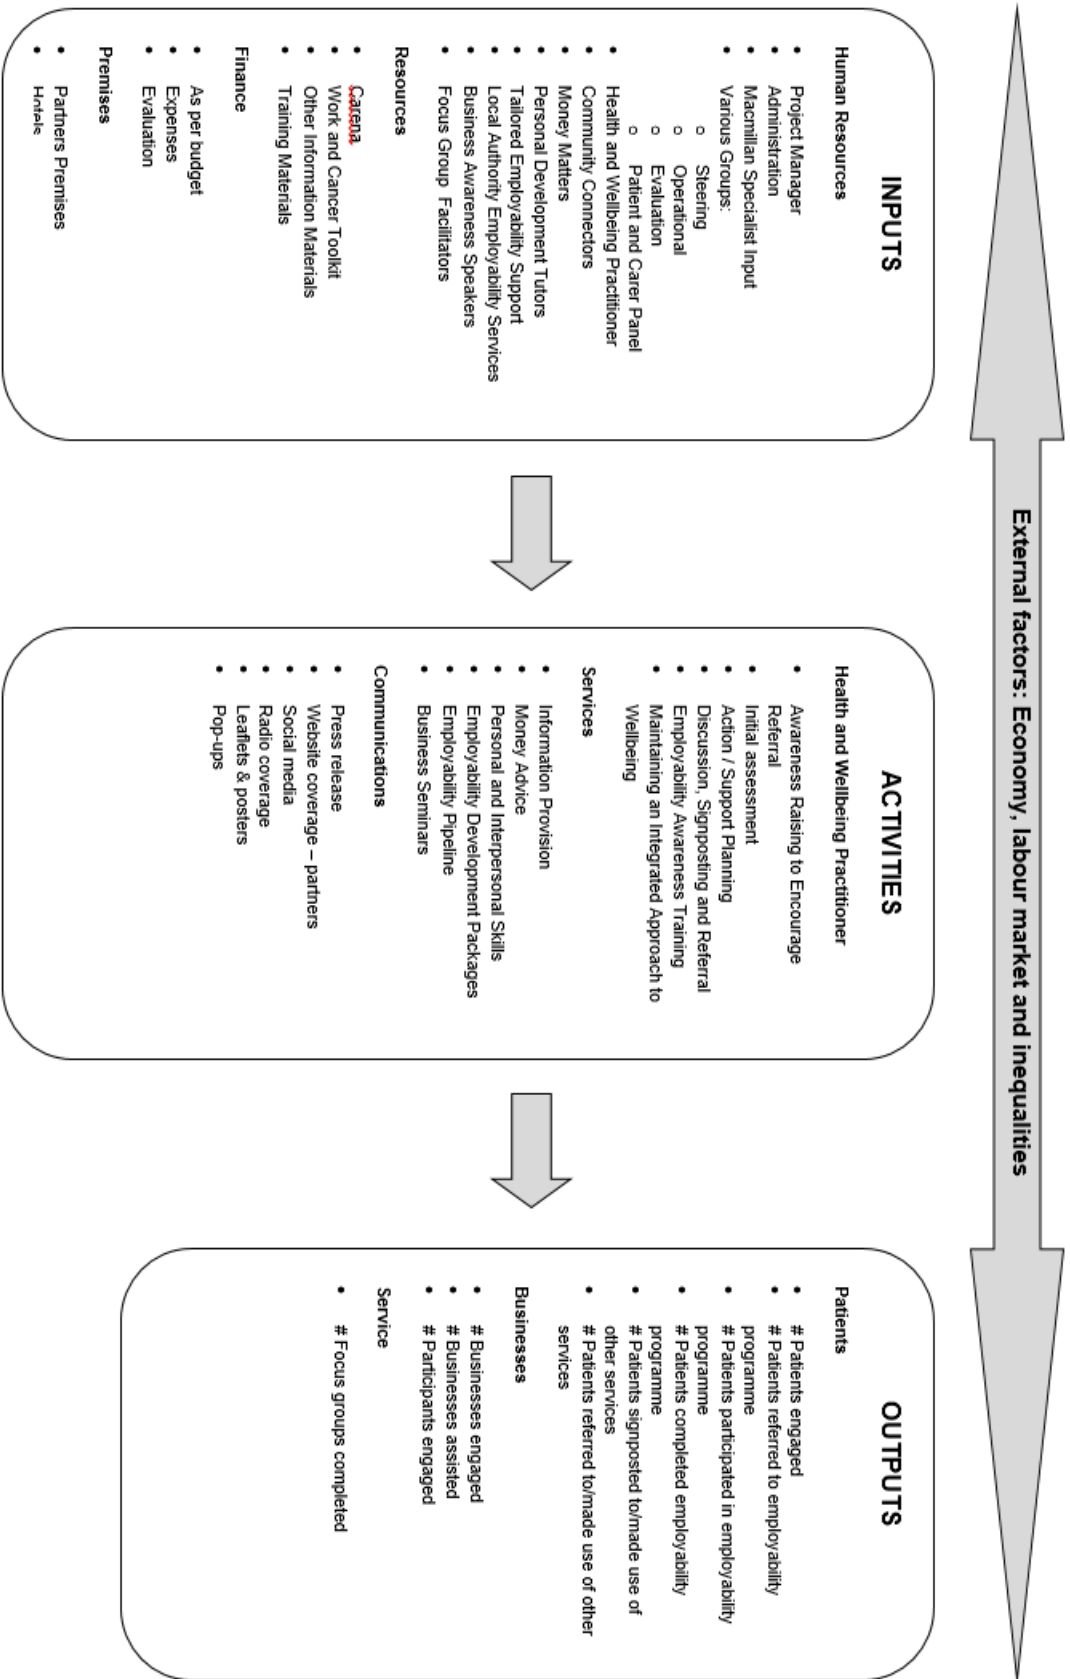 External factors: Economy, labour market and inequalities
INPUTS
Human Resources
• Project Manager
• Administration
• Macmillan Specialist Input
• Various Groups:
o Steering
o Operational
o Evaluation
o Patient and Carer Panel
• Health and Wellbeing Practitioner
• Community Connectors
• Money Matters
• Personal Development Tutors
• Tailored Employability Support
• Local Authority Employability Services
• Business Awareness Speakers
• Focus Group Facilitators
Resources
• Carena
• Work and Cancer Toolkit
• Other Information Materials
• Training Materials
Finance
• As per budget
• Expenses
• Evaluation
Premises
• Partners Premises
• Hotels
ACTIVITIES
Health and Wellbeing Practitioner
• Awareness Raising to Encourage
Referral
• Initial assessment
• Action / Support Planning
• Discussion, Signposting and Referral
• Employability Awareness Training
• Maintaining an Integrated Approach to
Wellbeing
Services
• Information Provision
• Money Advice
• Personal and Interpersonal Skills
• Employability Development Packages
• Employability Pipeline
• Business Seminars
Communications
• Press release
• Website coverage – partners
• Social media
• Radio coverage
• Leaflets & posters
• Pop-ups
OUTPUTS
Patients
• # Patients engaged
• # Patients referred to employability
programme
• # Patients participated in employability
programme
• # Patients completed employability
programme
• # Patients signposted to/made use of
other services
• # Patients referred to/made use of other
services
Businesses
• # Businesses engaged
• # Businesses assisted
• # Participants engaged
Service
• # Focus groups completed